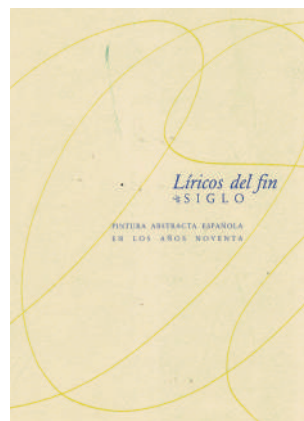 Líricos del fin
de SIGLO
PINTURA ABSTRACTA ESPAÑOLA
EN LOS AÑOS NOVENTA